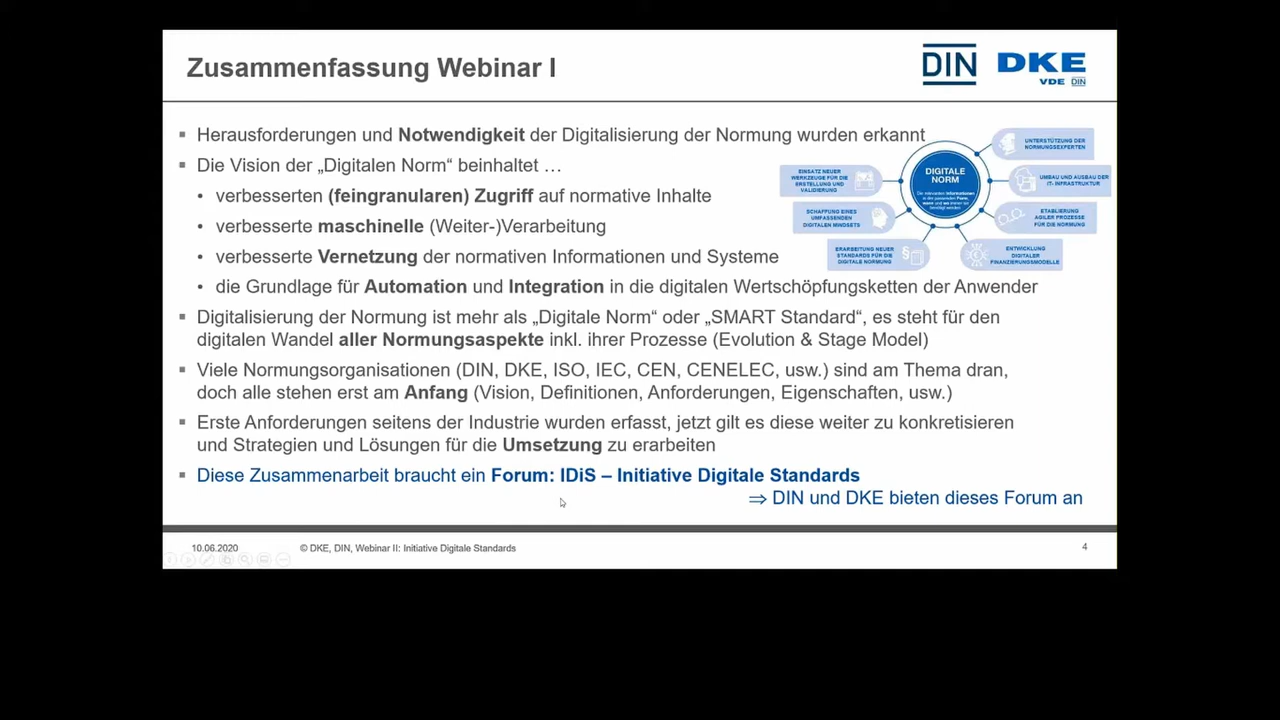 Zusammenfassung Webinar I
DIN
DKE
VDE DIN
▪ Herausforderungen und Notwendigkeit der Digitalisierung der Normung wurden erkannt
▪ Die Vision der „Digitalen Norm“ beinhaltet …
• verbesserten (feingranularen) Zugriff auf normative Inhalte
• verbesserte maschinelle (Weiter-)Verarbeitung
• verbesserte Vernetzung der normativen Informationen und Systeme
• die Grundlage für Automation und Integration in die digitalen Wertschöpfungsketten der Anwender
▪ Digitalisierung der Normung ist mehr als „Digitale Norm“ oder „SMART Standard“, es steht für den
digitalen Wandel aller Normungsaspekte inkl. ihrer Prozesse (Evolution & Stage Model)
▪ Viele Normungsorganisationen (DIN, DKE, ISO, IEC, CEN, CENELEC, usw.) sind am Thema dran,
doch alle stehen erst am Anfang (Vision, Definitionen, Anforderungen, Eigenschaften, usw.)
▪ Erste Anforderungen seitens der Industrie wurden erfasst, jetzt gilt es diese weiter zu konkretisieren
und Strategien und Lösungen für die Umsetzung zu erarbeiten
▪ Diese Zusammenarbeit braucht ein Forum: IDiS – Initiative Digitale Standards
⇒ DIN und DKE bieten dieses Forum an
DIGITALE
NORM
UNTERSTÜTZUNG DER
NORMUNGSEXPERTEN
UMBAU UND AUSBAU DER
IT- INFRASTRUKTUR
ETABLIERUNG
AGILER PROZESSE
FÜR DIE NORMUNG
ENTWICKLUNG
DIGITALER
FINANZIERUNGSMODELLE
ERARBEITUNG NEUER
STANDARDS FÜR DIE
DIGITALE NORMUNG
SCHAFFUNG EINES
UMFASSENDEN
DIGITALEN MINDSETS
EINSATZ NEUER
WERKZEUGE FÜR DIE
ERSTELLUNG UND
VALIDIERUNG
10.06.2020
© DKE, DIN, Webinar II: Initiative Digitale Standards
4